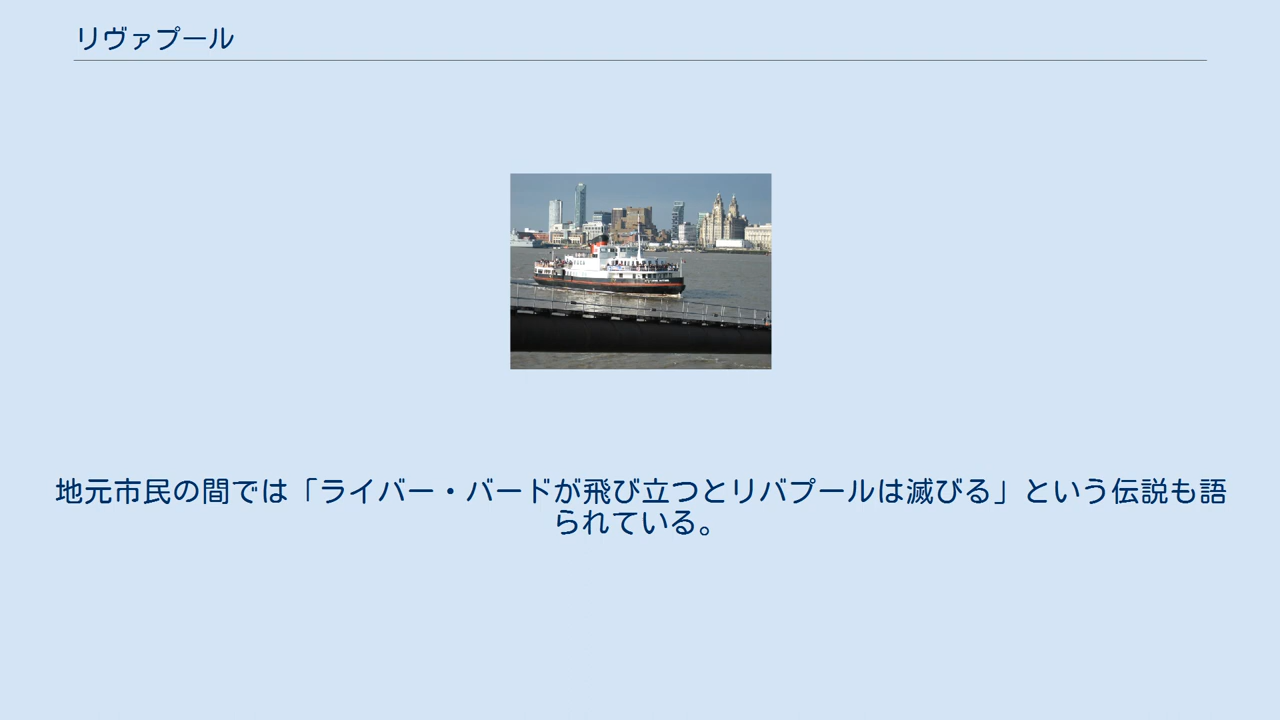 リヴァプール
地元市民の間では「ライバー・バードが飛び立つとリバプールは滅びる」という伝説も語
られている。